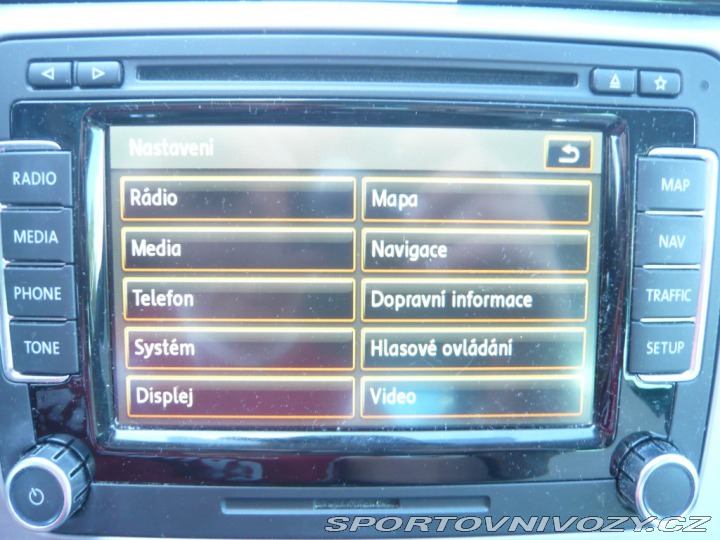 Nastavení
RADIO
MEDIA
PHONE
TONE
Rádio
Media
Telefon
Systém
Displej
Mapa
Navigace
Dopravní informace
Hlasové ovládání
Video
MAP
NAV
TRAFFIC
SETUP
SPORTOVNIVOZY.CZ